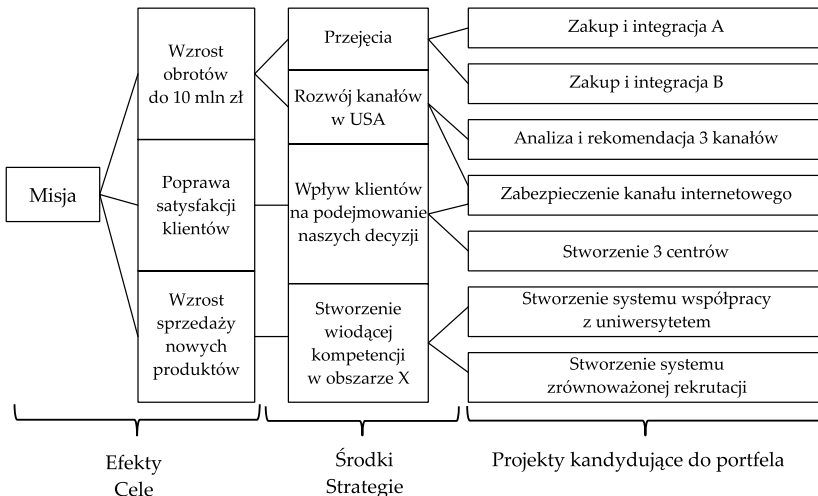 Misja
Wzrost
obrotów
do 10 mln zł
Poprawa
satysfakcji
klientów
Wzrost
sprzedaży
nowych
produktów
Przejęcia
Rozwój kanałów
w USA
Wpływ klientów
na podejmowanie
naszych decyzji
Stworzenie
wiodącej
kompetencji
w obszarze X
Zakup i integracja A
Zakup i integracja B
Analiza i rekomendacja 3 kanałów
Zabezpieczenie kanału internetowego
Stworzenie 3 centrów
Stworzenie systemu współpracy
z uniwersytetem
Stworzenie systemu
zrównoważonej rekrutacji
Efekty
Cele
Środki
Strategie
Projekty kandydujące do portfela